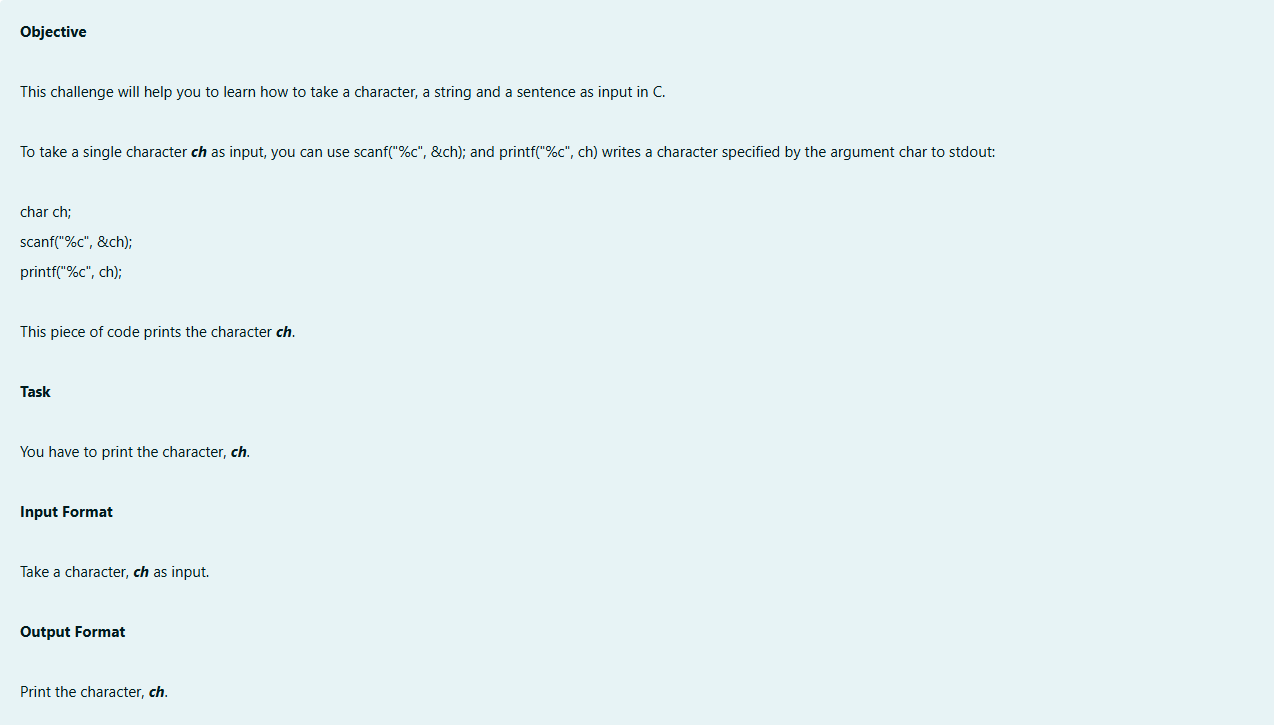 Objective
This challenge will help you to learn how to take a character, a string and a sentence as input in C.
To take a single character ch as input, you can use scanf("%c", &ch); and printf("%c", ch) writes a character specified by the argument char to stdout:
char ch;
scanf("%c", &ch);
printf("%c", ch);
This piece of code prints the character ch.
Task
You have to print the character, ch.
Input Format
Take a character, ch as input.
Output Format
Print the character, ch.